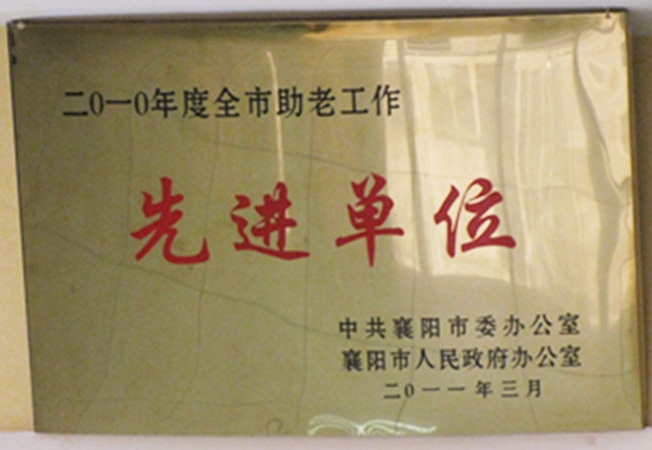 二0一0年度全市助老工作
先进单位
中共襄阳市委办公室
襄阳市人民政府办公室
二0一一年三月